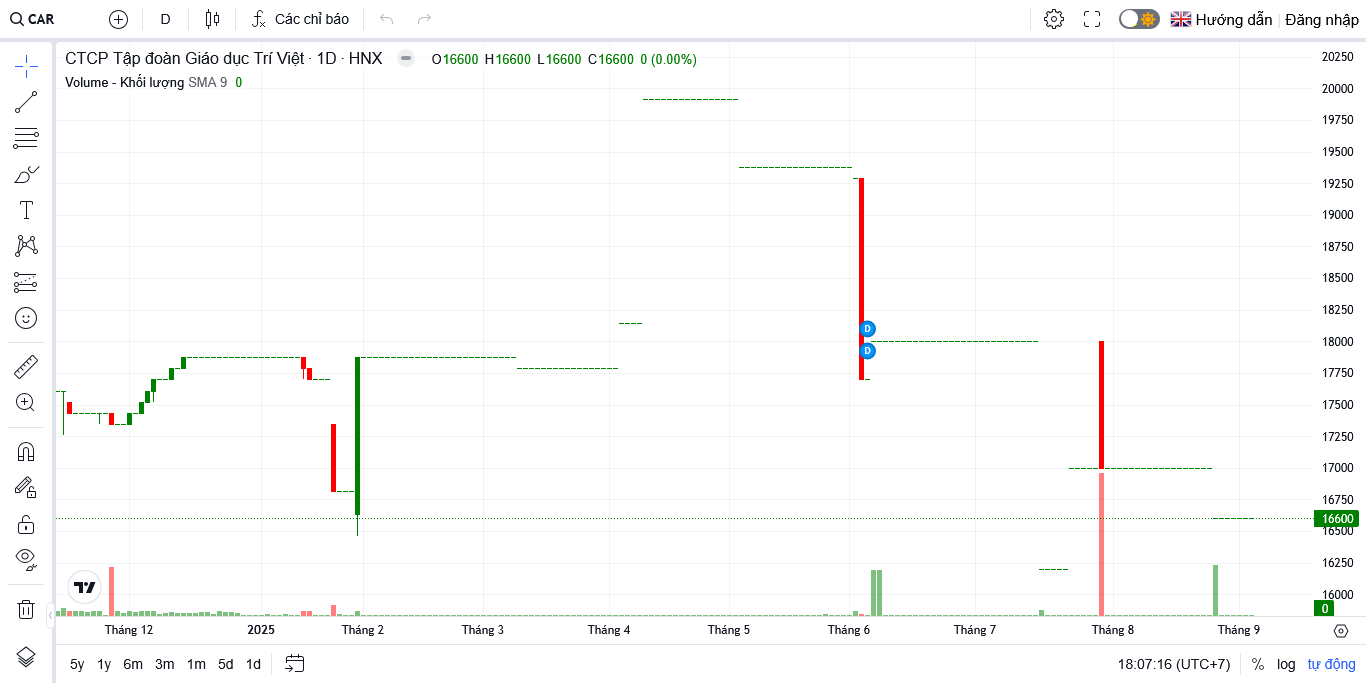 CAR D Các chỉ báo Hướng dẫn Đăng nhập
CTCP Tập đoàn Giáo dục Trí Việt · 1D · HNX O16600 H16600 L16600 C16600 0 (0.00%)
Volume - Khối lượng SMA 9 0
20250
20000
19750
19500
19250
19000
18750
18500
18250
18000
17750
17500
17250
17000
16750
16600
16500
16250
16000
0
D
D
Tháng 12 2025 Tháng 2 Tháng 3 Tháng 4 Tháng 5 Tháng 6 Tháng 7 Tháng 8 Tháng 9
5y 1y 6m 3m 1m 5d 1d 18:07:16 (UTC+7) % log tự động